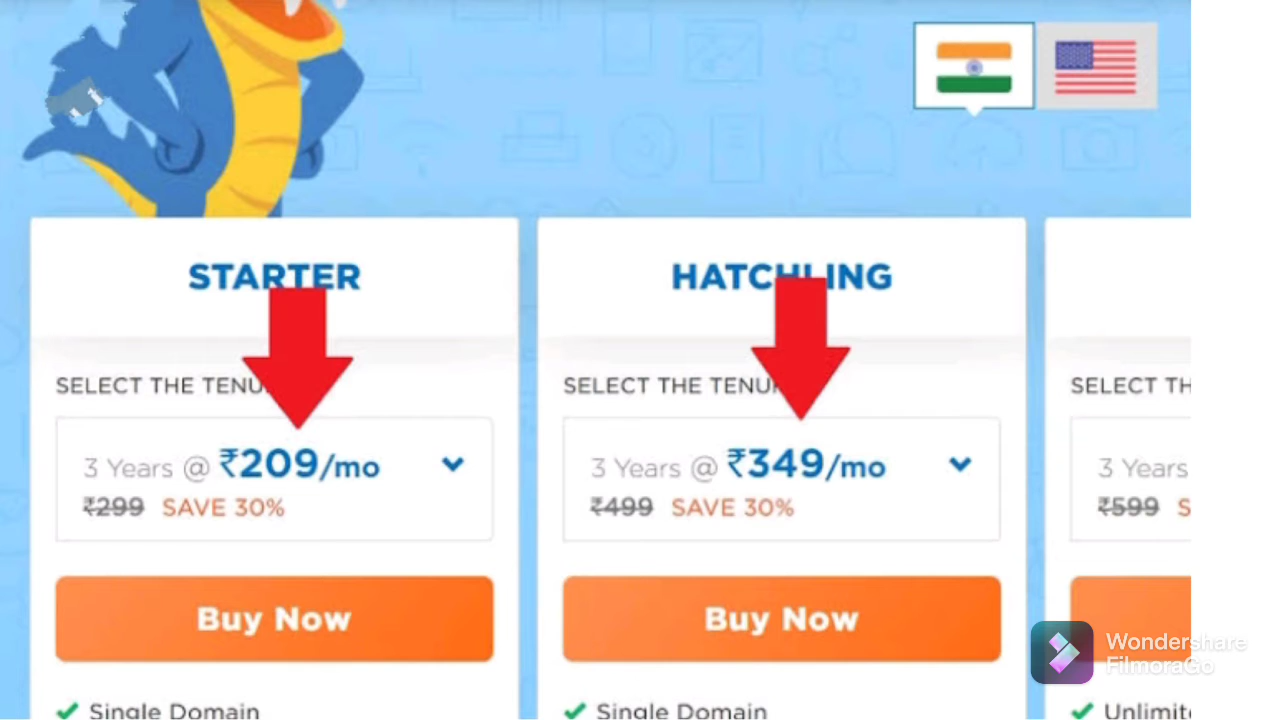 STARTER
SELECT THE TENU
3 Years @ ₹209/mo
₹299 SAVE 30%
Buy Now
Single Domain
HATCHLING
SELECT THE TENU
3 Years @ ₹349/mo
₹499 SAVE 30%
Buy Now
Single Domain
SELECT TH
3 Years
₹599 S
Unlimit
Wondershare
FilmoraGo